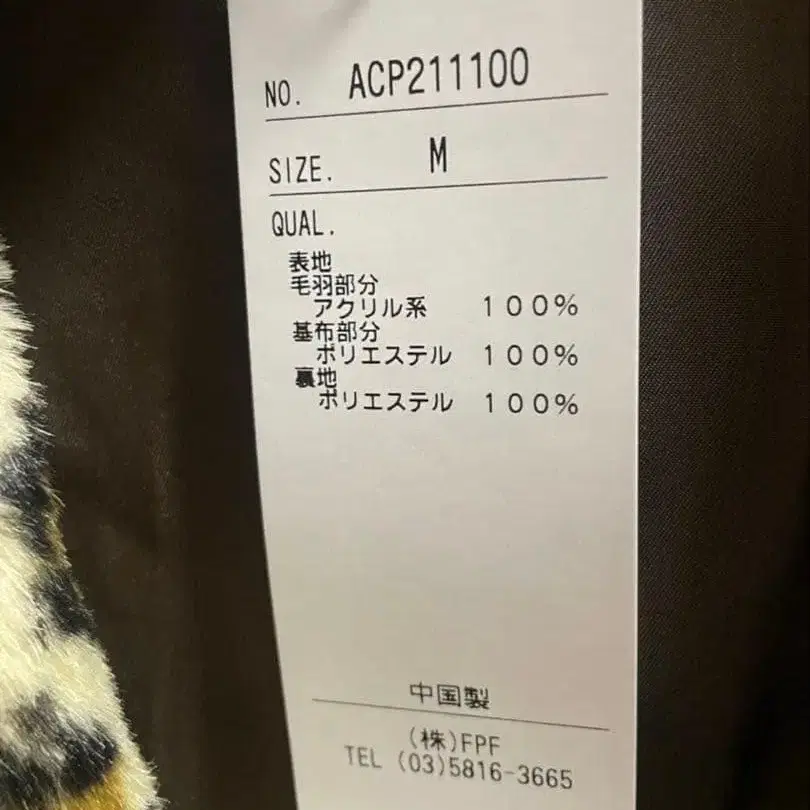 NO. ACP211100
SIZE. M
QUAL.
表地
毛羽部分
アクリル系 100%
基布部分
ポリエステル 100%
裏地
ポリエステル 100%
中国製
(株)FPF
TEL (03)5816-3665